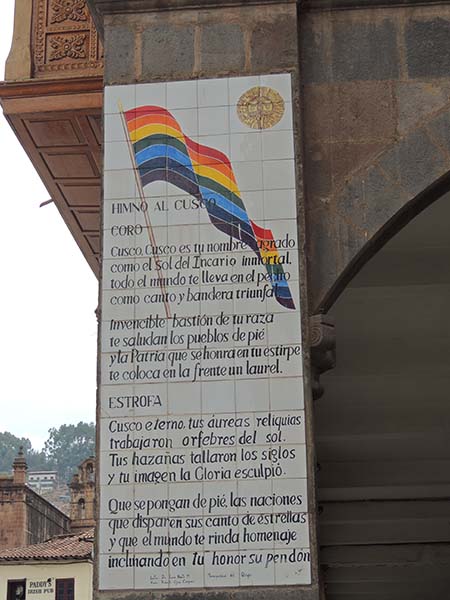 HIMNO AL CUSCO
CORO
Cusco, Cusco es tu nombre sagrado
como el sol del Incario inmortal,
todo el mundo te lleva en el pecho
como canto y bandera triunfal.
Invencible bastión de tu raza
te saludan los pueblos de pié
y la Patria que se honra en tu estirpe
te coloca en la frente un laurel.
ESTROFA
Cusco eterno, tus áureas reliquias
trabajaron orfebres del sol.
Tus hazañas tallaron los siglos
y tu imagen la Gloria esculpió.
Que se pongan de pié, las naciones
que disparen sus canto de estrellas
y que el mundo te rinda homenaje
inclinando en tu honor su pendón
PADDY'S
IRISH PUB